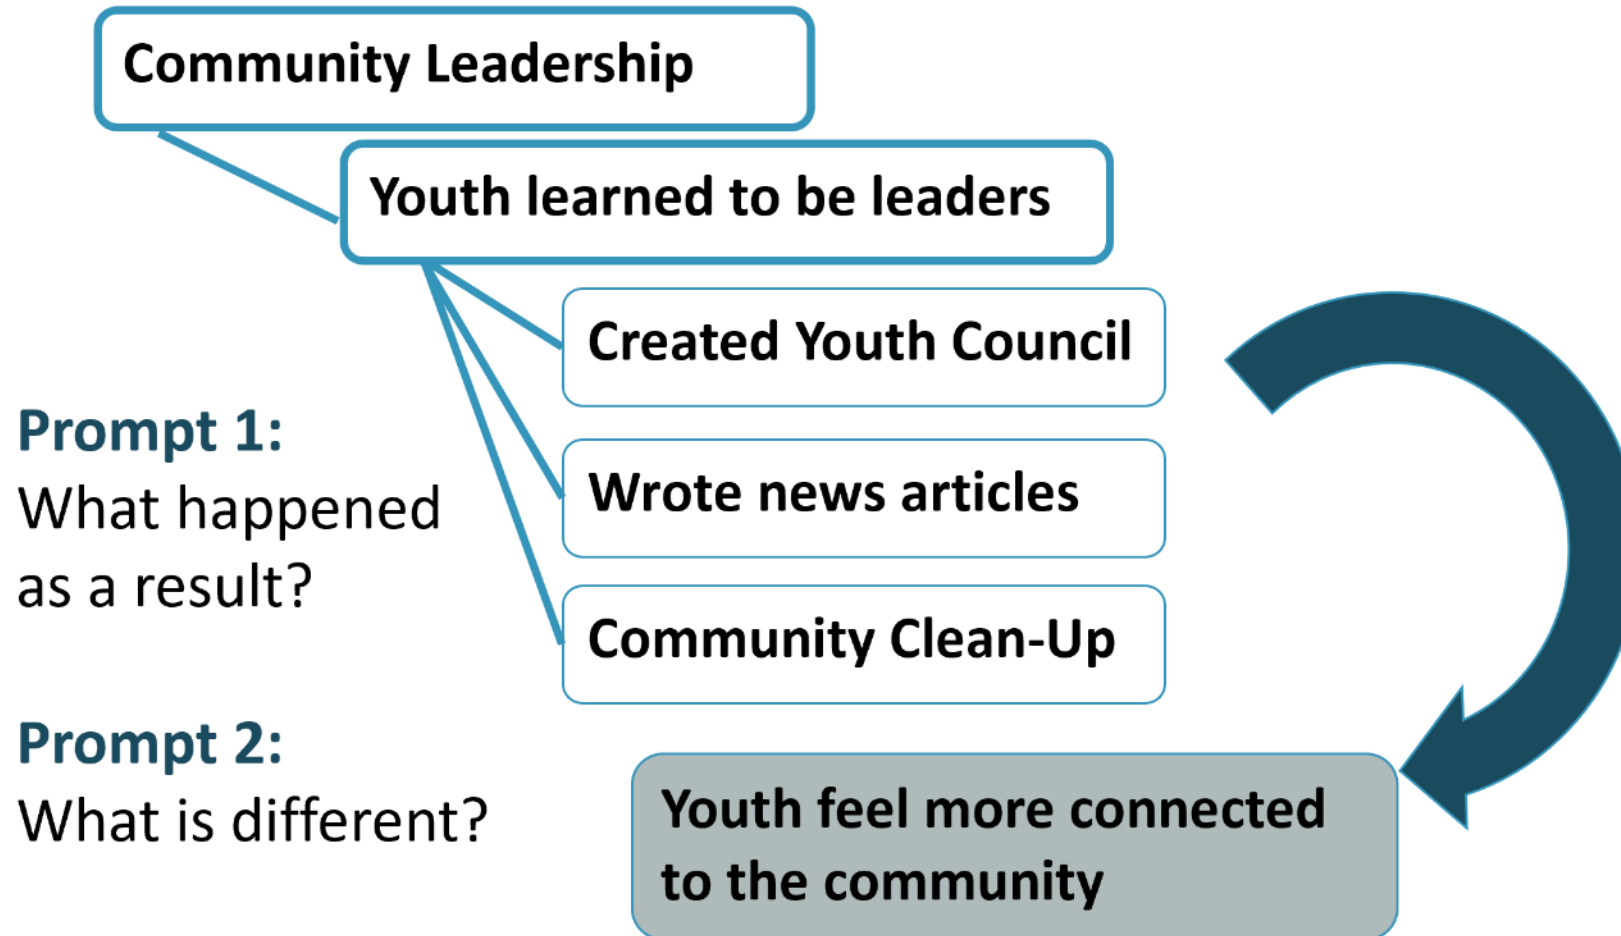 Community Leadership
Youth learned to be leaders
Created Youth Council
Wrote news articles
Community Clean-Up
Prompt 1:
What happened
as a result?
Prompt 2:
What is different?
Youth feel more connected
to the community